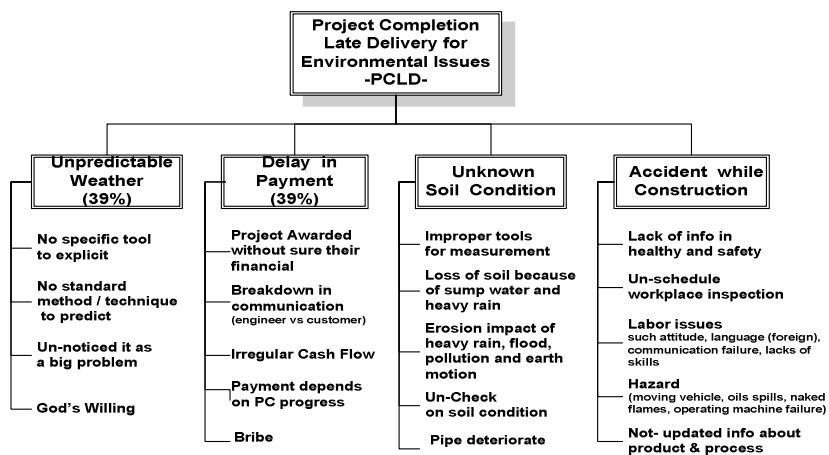 Project Completion
Late Delivery for
Environmental Issues
-PCLD-
Unpredictable
Weather
(39%)
No specific tool
to explicit
No standard
method / technique
to predict
Un-noticed it as
a big problem
God's Willing
Delay in
Payment
(39%)
Project Awarded
without sure their
financial
Breakdown in
communication
(engineer vs customer)
Irregular Cash Flow
Payment depends
on PC progress
Bribe
Unknown
Soil Condition
Improper tools
for measurement
Loss of soil because
of sump water and
heavy rain
Erosion impact of
heavy rain, flood,
pollution and earth
motion
Un-Check
on soil condition
Pipe deteriorate
Accident while
Construction
Lack of info in
healthy and safety
Un-schedule
workplace inspection
Labor issues
such attitude, language (foreign),
communication failure, lacks of
skills
Hazard
(moving vehicle, oils spills, naked
flames, operating machine failure)
Not- updated info about
product & process